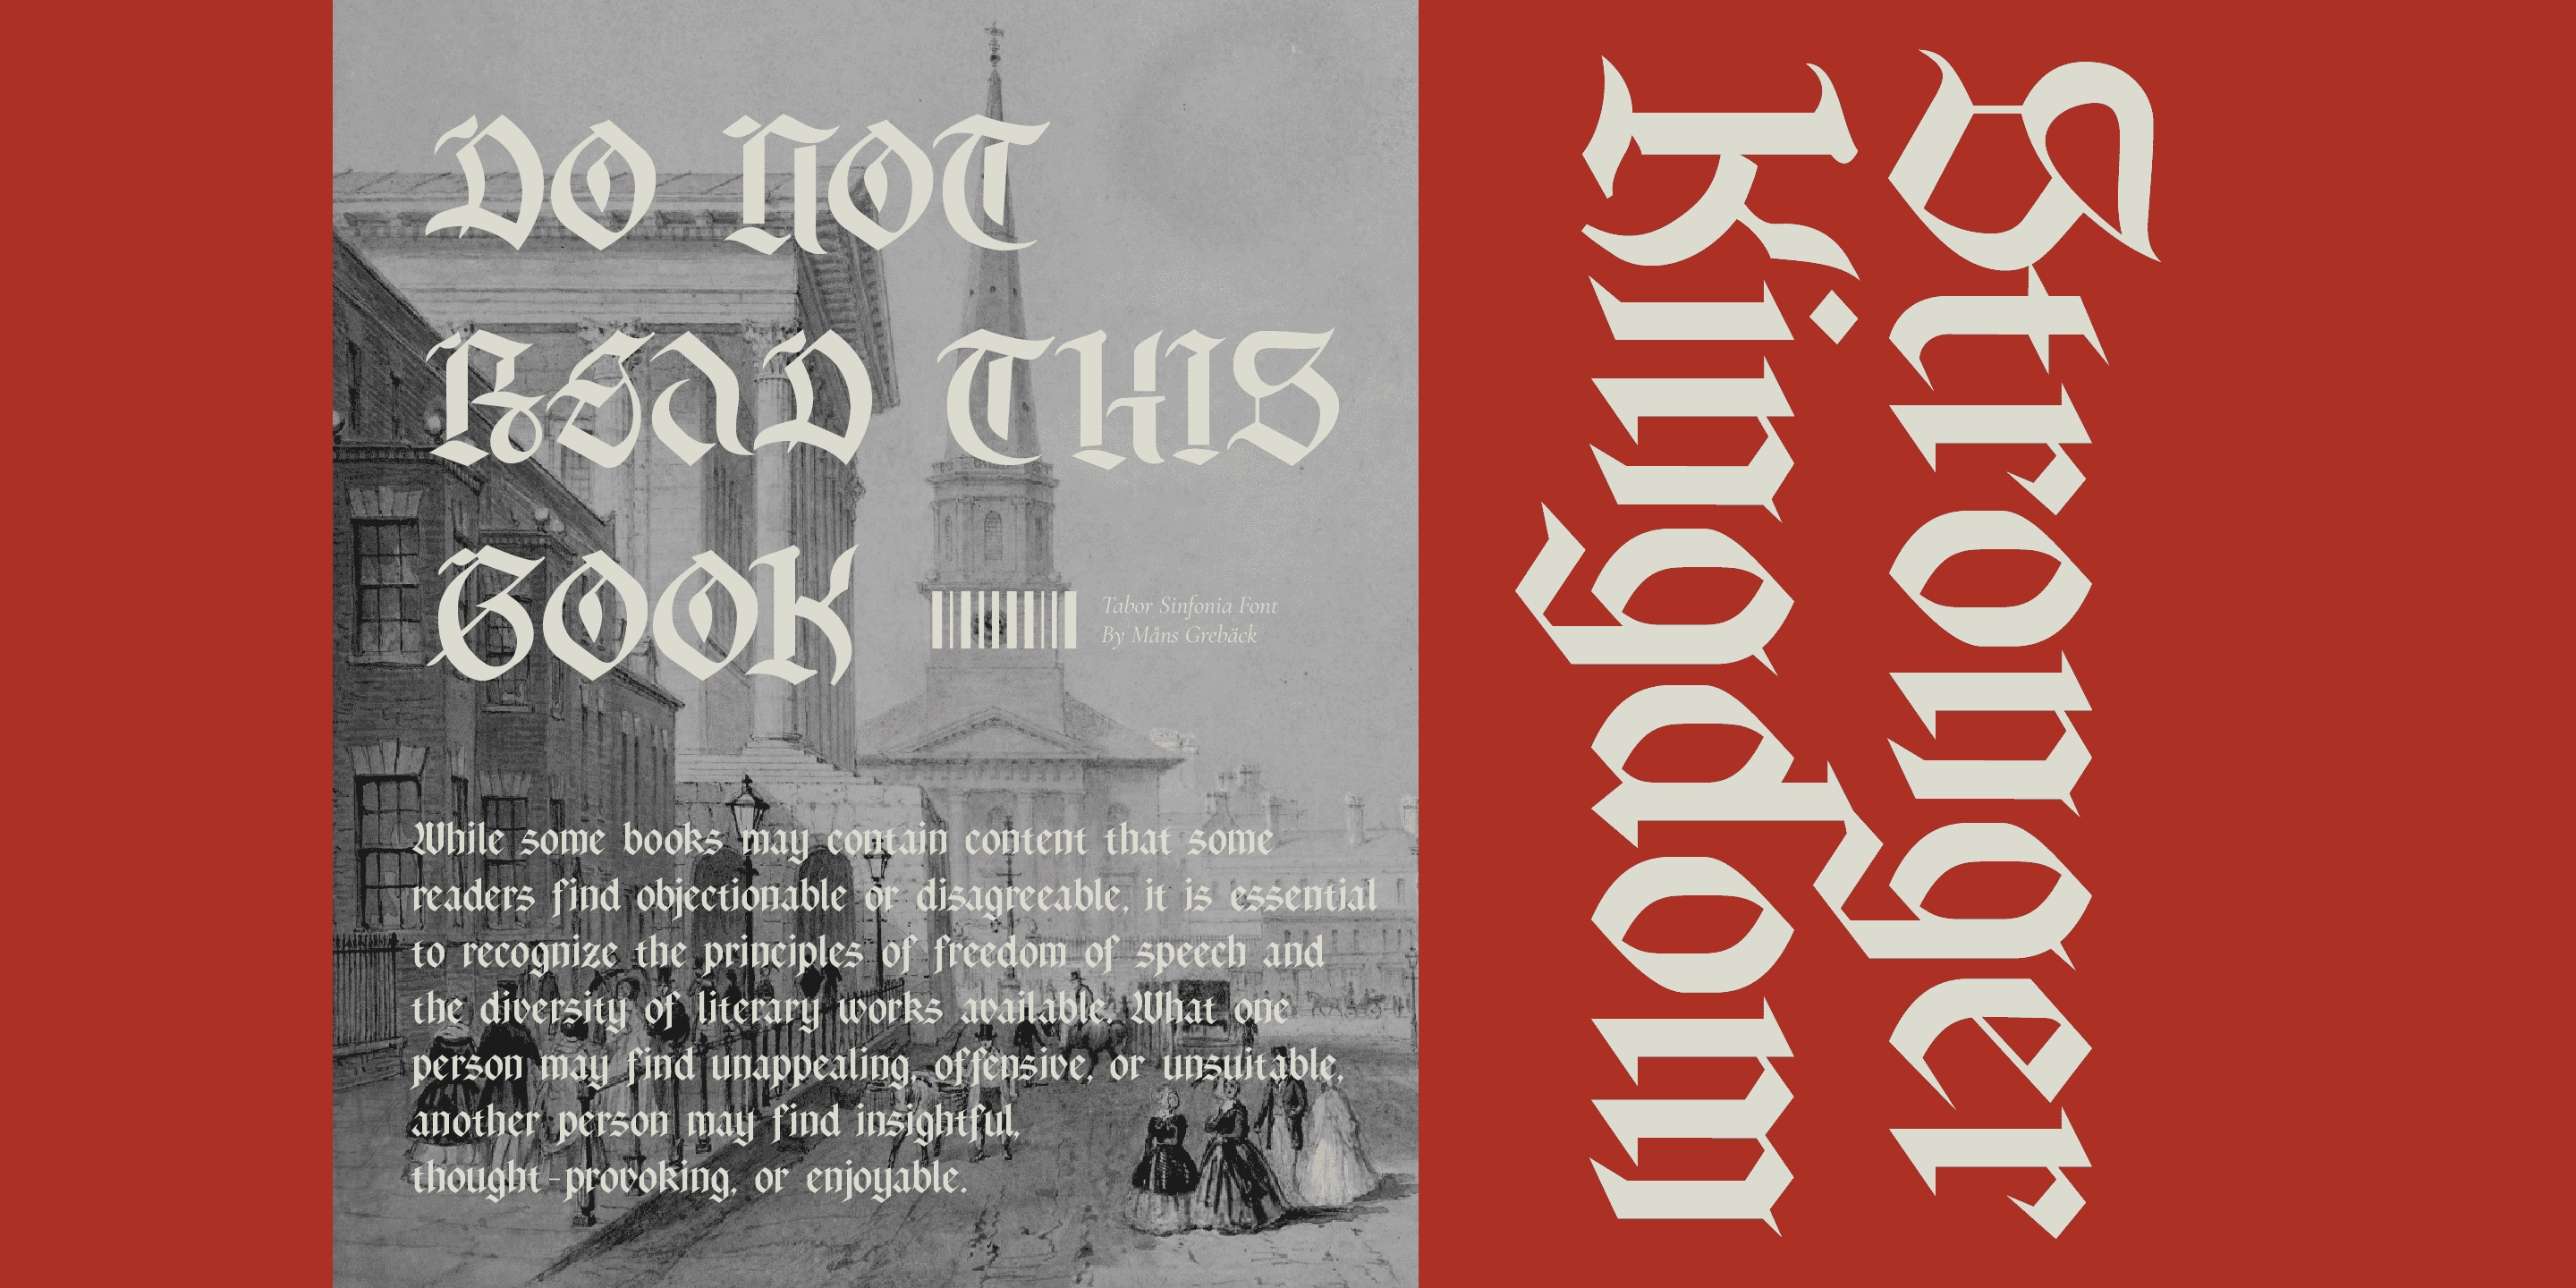 DO NOT
READ THIS
BOOK
Tabor Sinfonia Font
By Måns Grebäck
While some books may contain content that some
readers find objectionable or disagreeable, it is essential
to recognize the principles of freedom of speech and
the diversity of literary works available. What one
person may find unappealing, offensive, or unsuitable,
another person may find insightful,
thought-provoking, or enjoyable.
Stronger
Kingdom